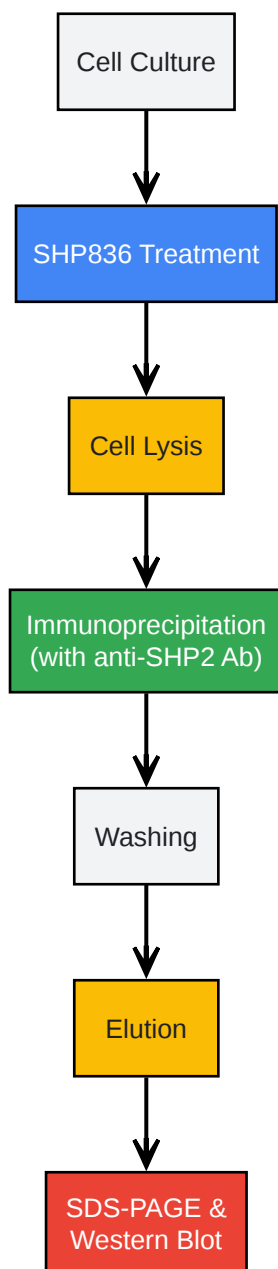 Cell Culture
SHP836 Treatment
Cell Lysis
Immunoprecipitation
(with anti-SHP2 Ab)
Washing
Elution
SDS-PAGE &
Western Blot